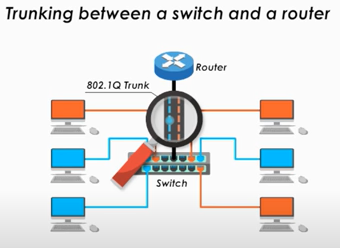 Trunking between a switch and a router
Router
802.1Q Trunk
Switch